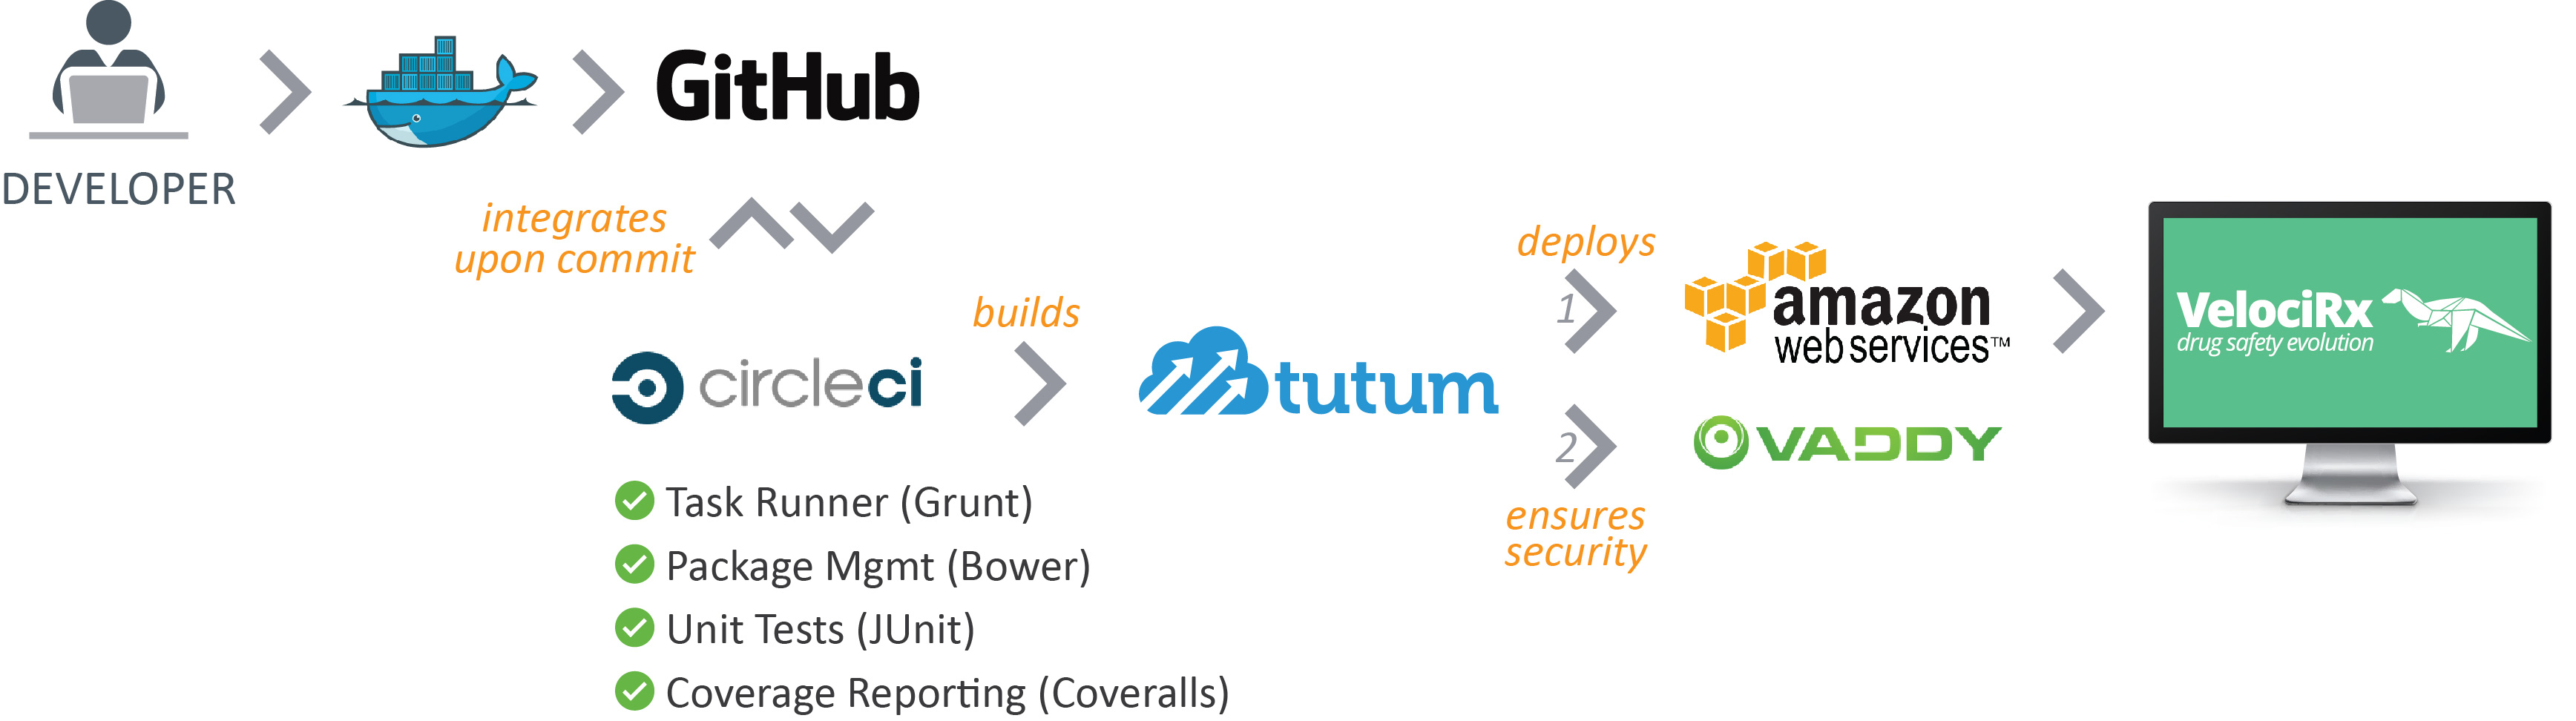 DEVELOPER
GitHub
integrates
upon commit
circleci
Task Runner (Grunt)
Package Mgmt (Bower)
Unit Tests (JUnit)
Coverage Reporting (Coveralls)
builds
tutum
deploys
1
amazon
web services™
2
VADDY
ensures
security
VelociRx
drug safety evolution